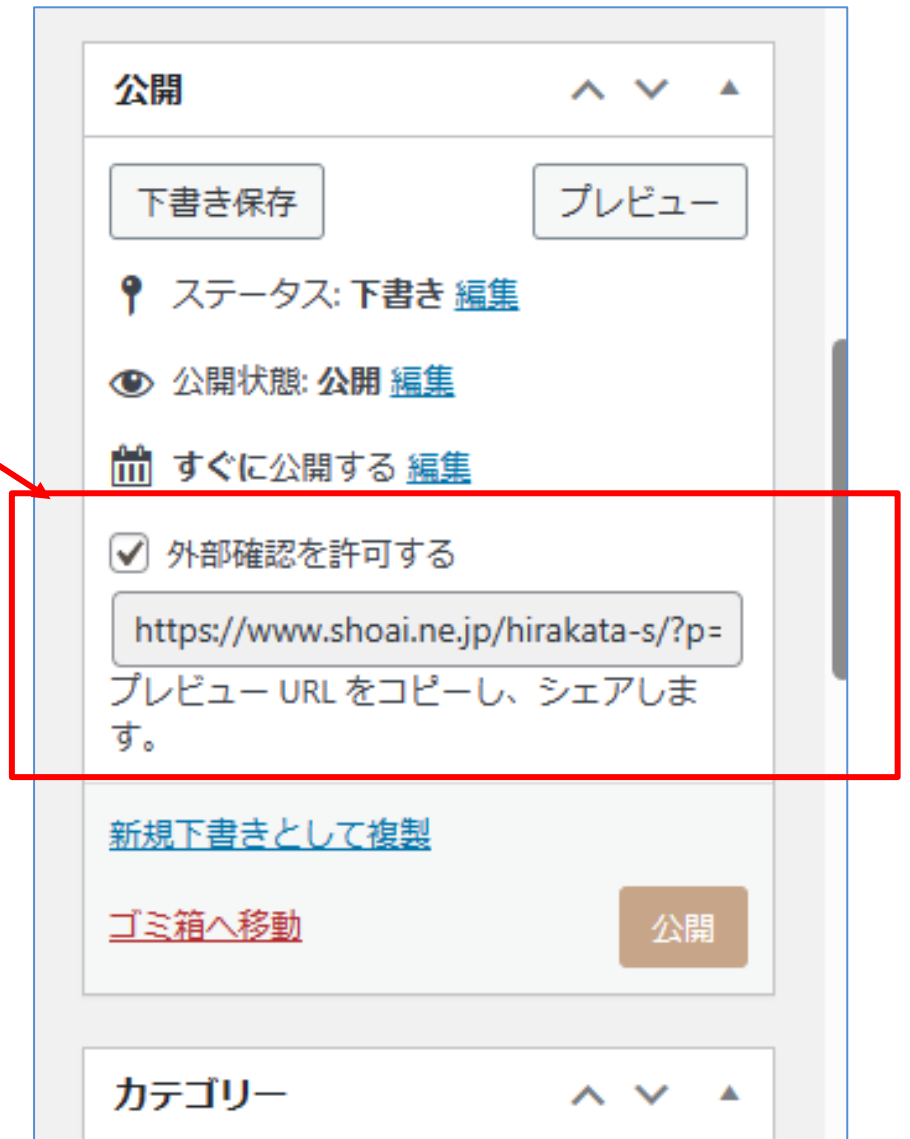 公開
下書き保存 プレビュー
ステータス: 下書き 編集
公開状態: 公開 編集
すぐに公開する 編集
外部確認を許可する
https://www.shoai.ne.jp/hirakata-s/?p=
プレビュー URL をコピーし、シェアしま
す。
新規下書きとして複製
ゴミ箱へ移動 公開
カテゴリー